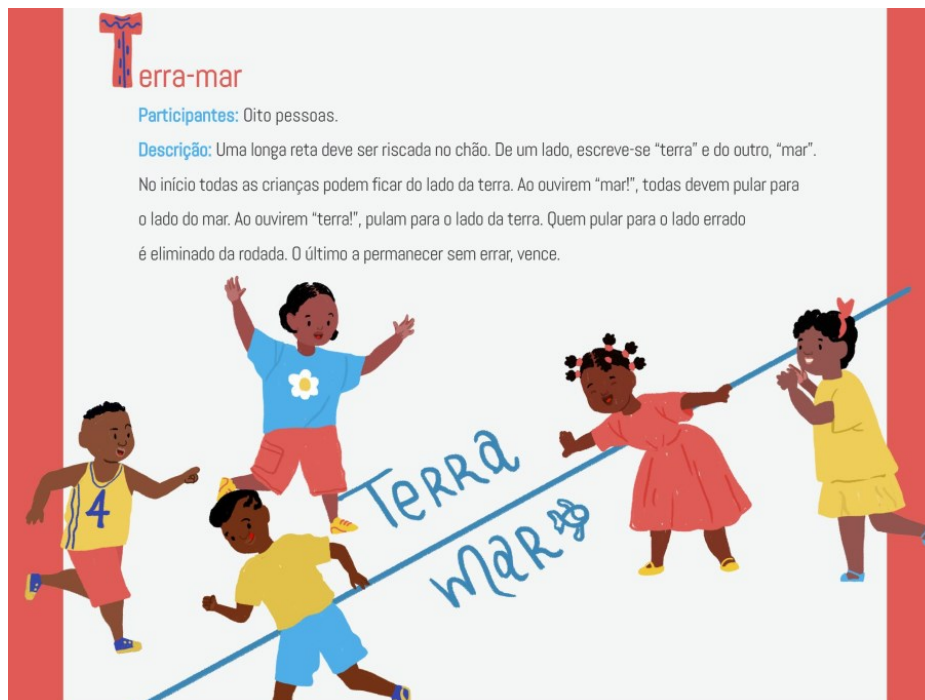 Terra-mar
Participantes: Oito pessoas.
Descrição: Uma longa reta deve ser riscada no chão. De um lado, escreve-se “terra” e do outro, “mar”.
No início todas as crianças podem ficar do lado da terra. Ao ouvirem “mar!”, todas devem pular para
o lado do mar. Ao ouvirem “terra!”, pulam para o lado da terra. Quem pular para o lado errado
é eliminado da rodada. O último a permanecer sem errar, vence.
4
TERRA
MAR